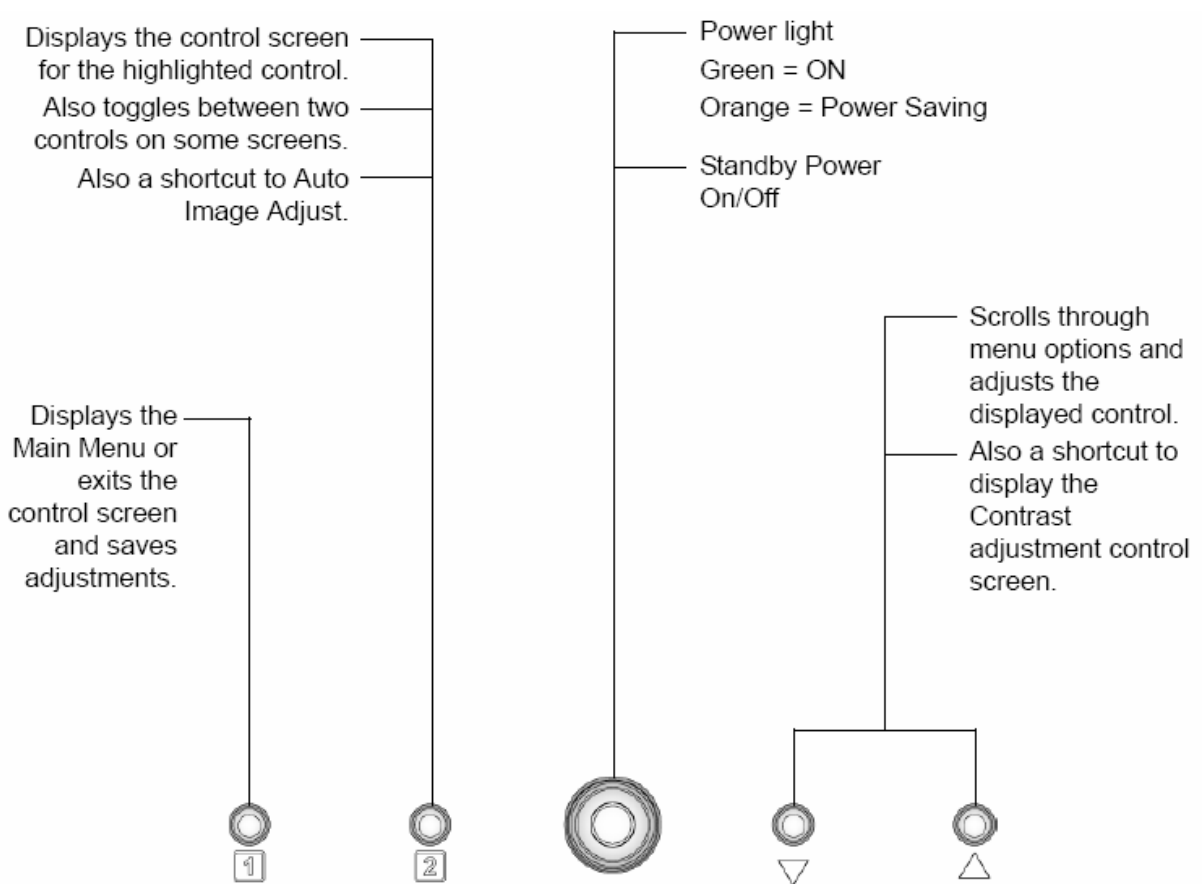 Displays the control screen
for the highlighted control.
Also toggles between two
controls on some screens.
Also a shortcut to Auto
Image Adjust.
Power light
Green = ON
Orange = Power Saving
Standby Power
On/Off
Scrolls through
menu options and
adjusts the
displayed control.
Also a shortcut to
display the
Contrast
adjustment control
screen.
Displays the
Main Menu or
exits the
control screen
and saves
adjustments.
1
2